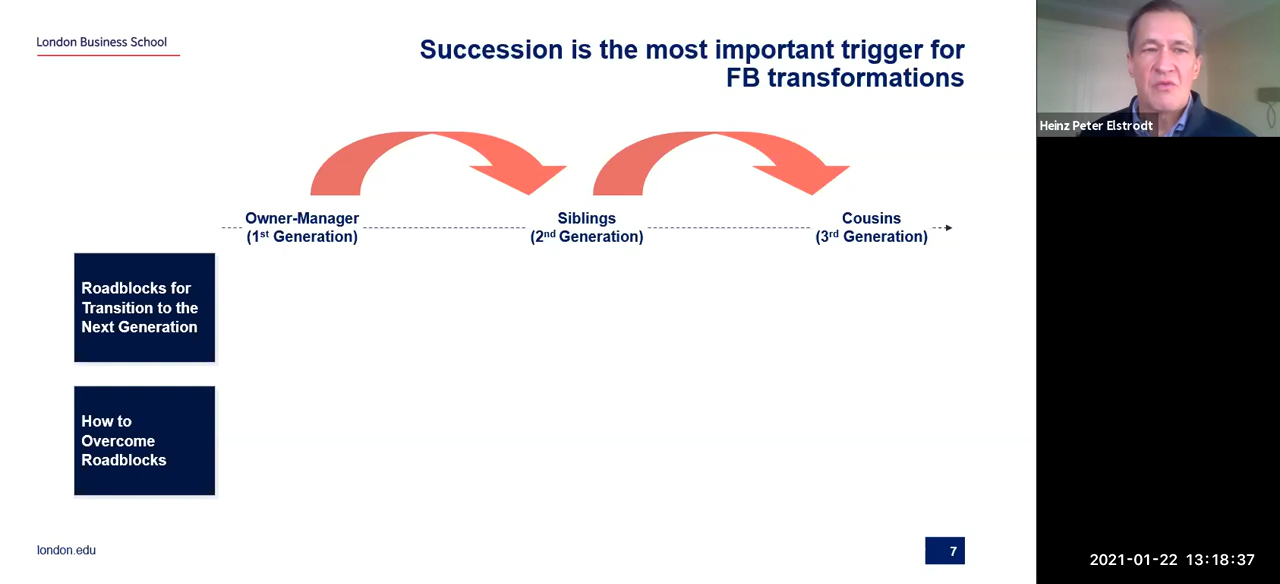 London Business School
Succession is the most important trigger for
FB transformations
Heinz Peter Elstrodt
Owner-Manager
(1st Generation)
Siblings
(2nd Generation)
Cousins
(3rd Generation)
Roadblocks for
Transition to the
Next Generation
How to
Overcome
Roadblocks
london.edu
7
2021-01-22 13:18:37